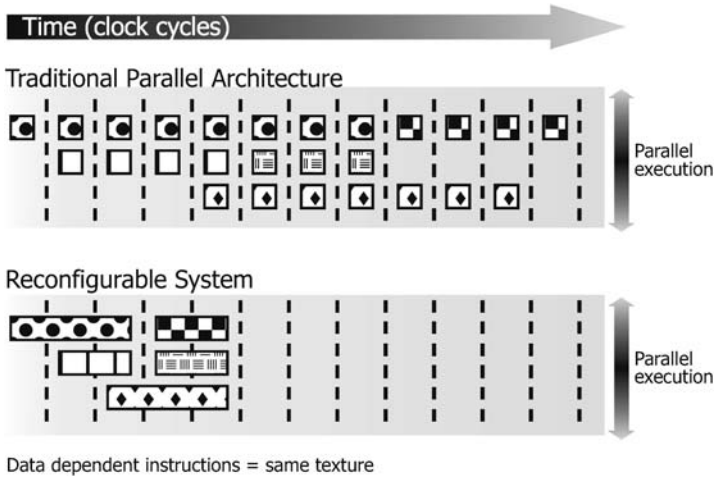 Time (clock cycles)
Traditional Parallel Architecture
Parallel
execution
Reconfigurable System
Parallel
execution
Data dependent instructions = same texture